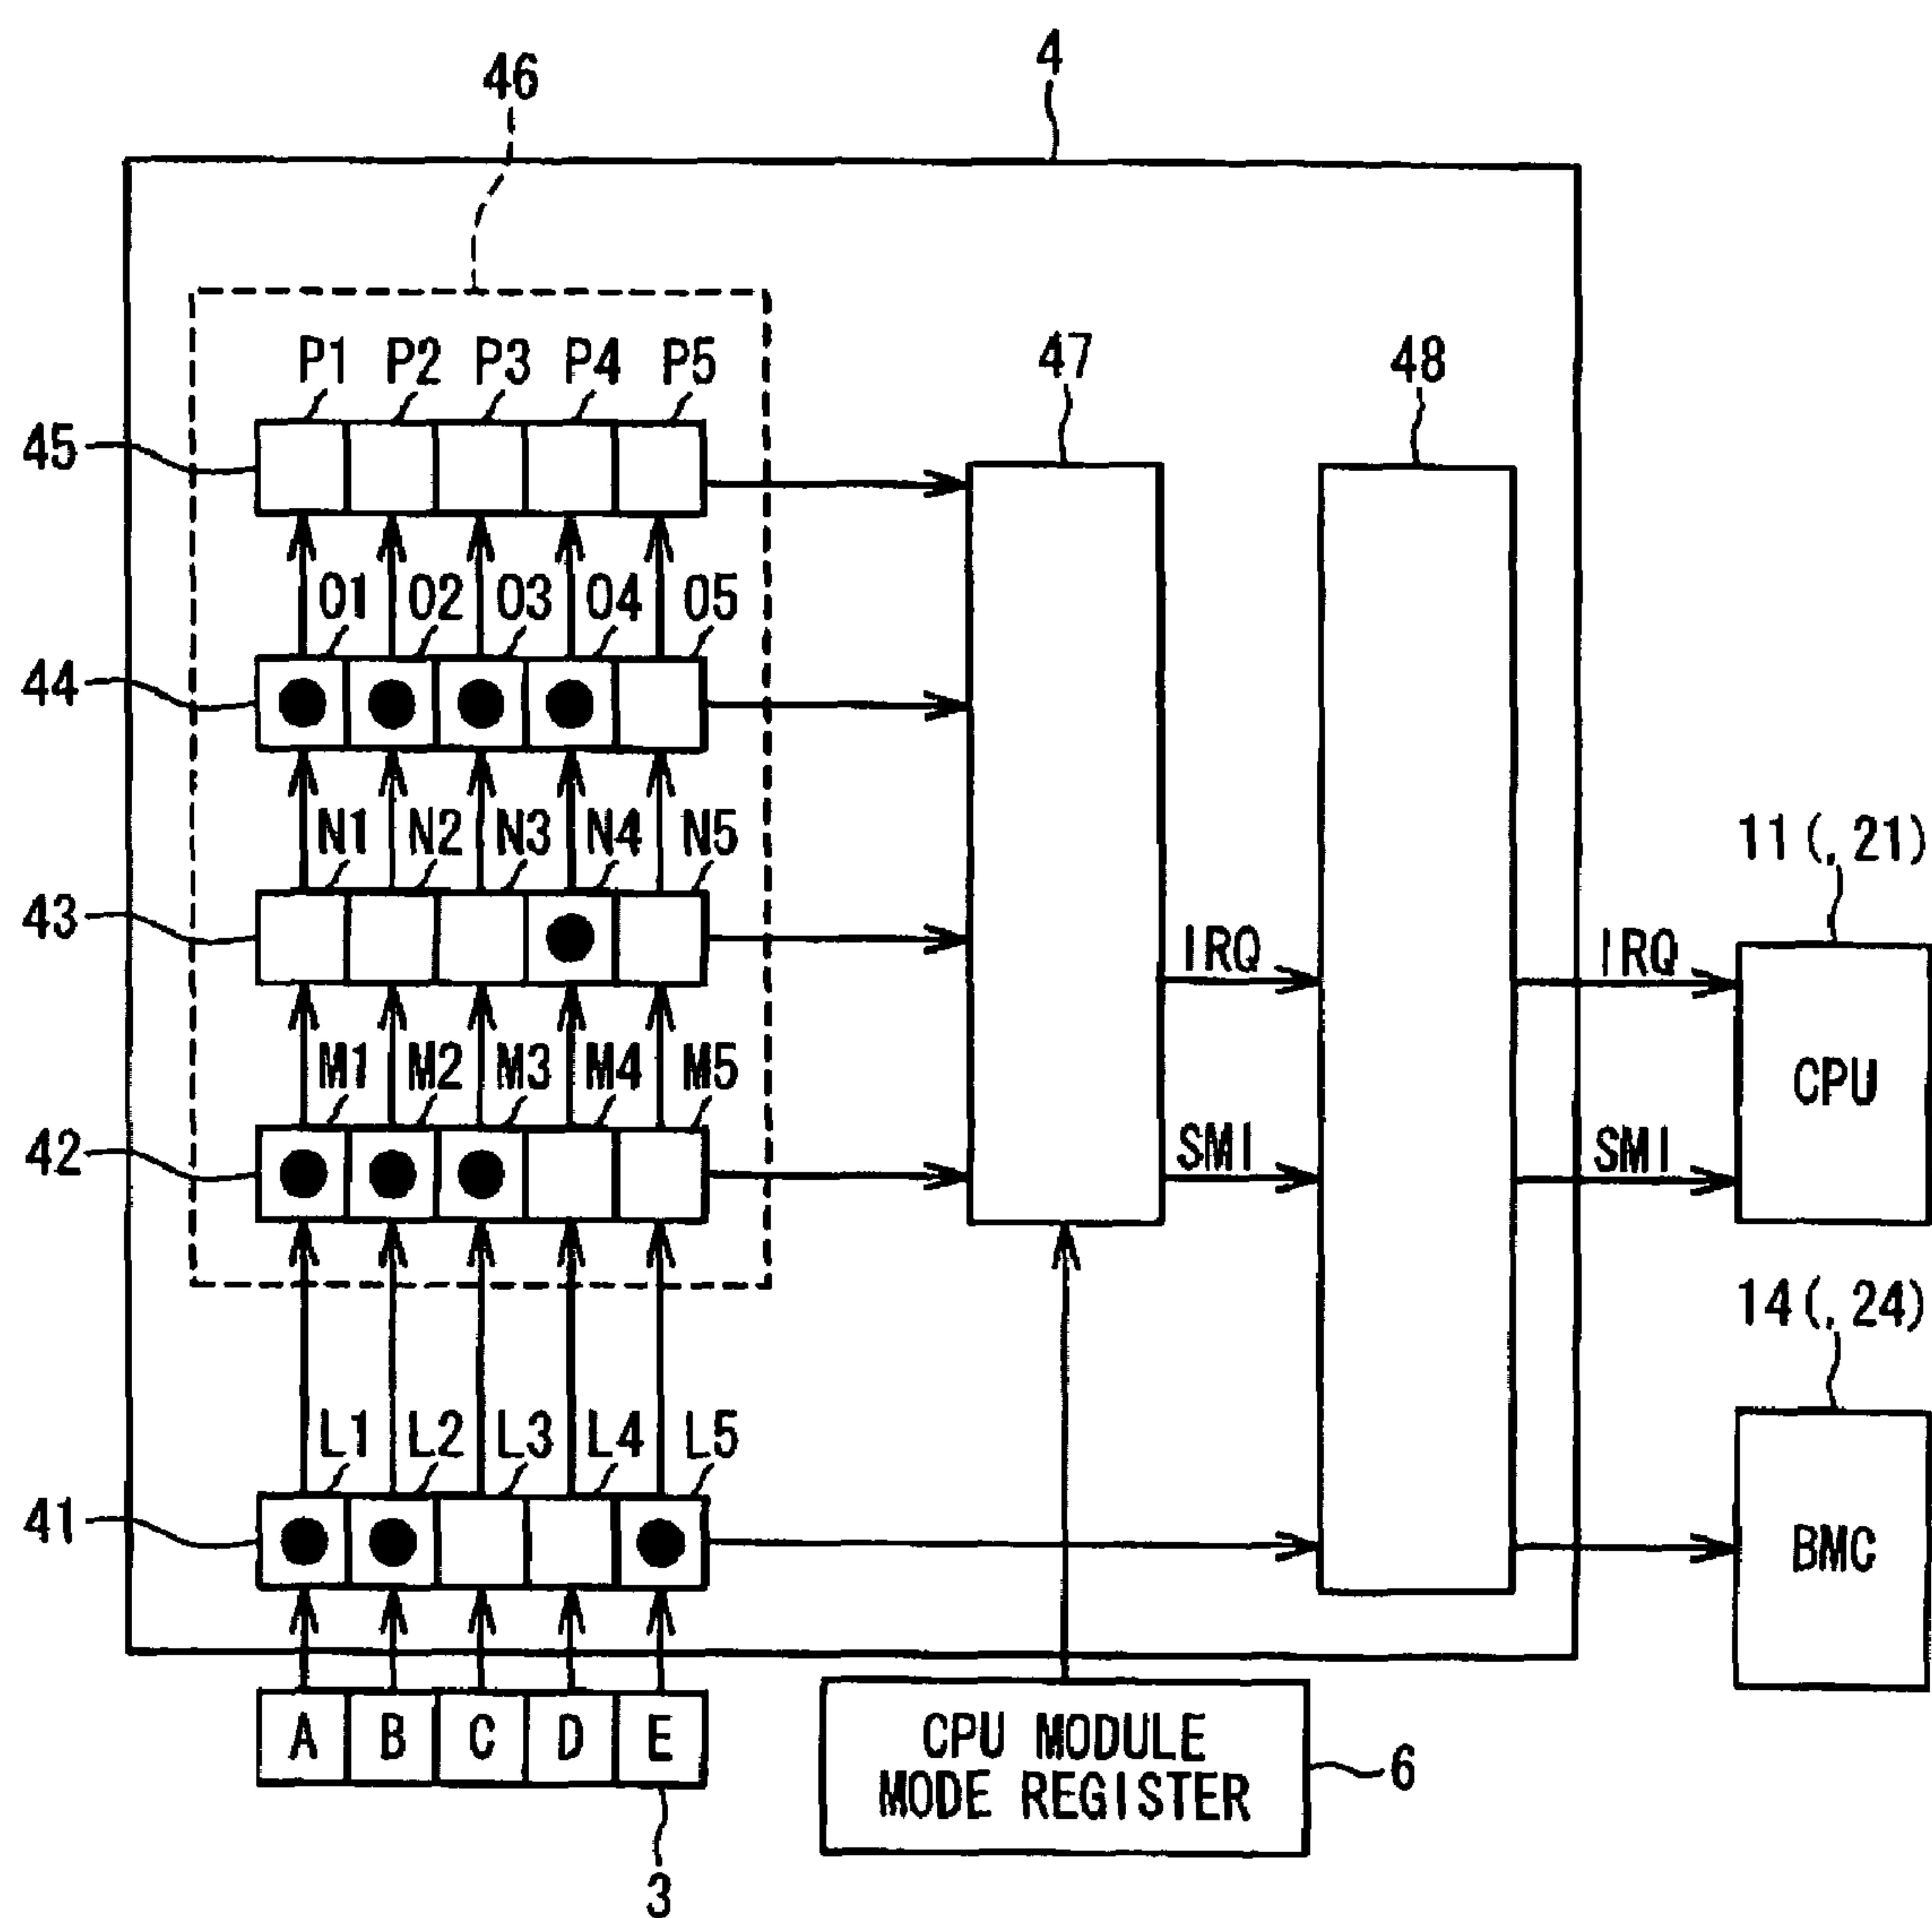 46
4
P1 P2 P3 P4 P5
47
48
45
O1 O2 O3 O4 O5
44
N1 N2 N3 N4 N5
11(, 21)
43
IRQ
IRQ
M1 M2 M3 M4 M5
CPU
42
SMI
SMI
14(, 24)
L1 L2 L3 L4 L5
41
BMC
A B C D E
CPU MODULE
MODE REGISTER
6
3